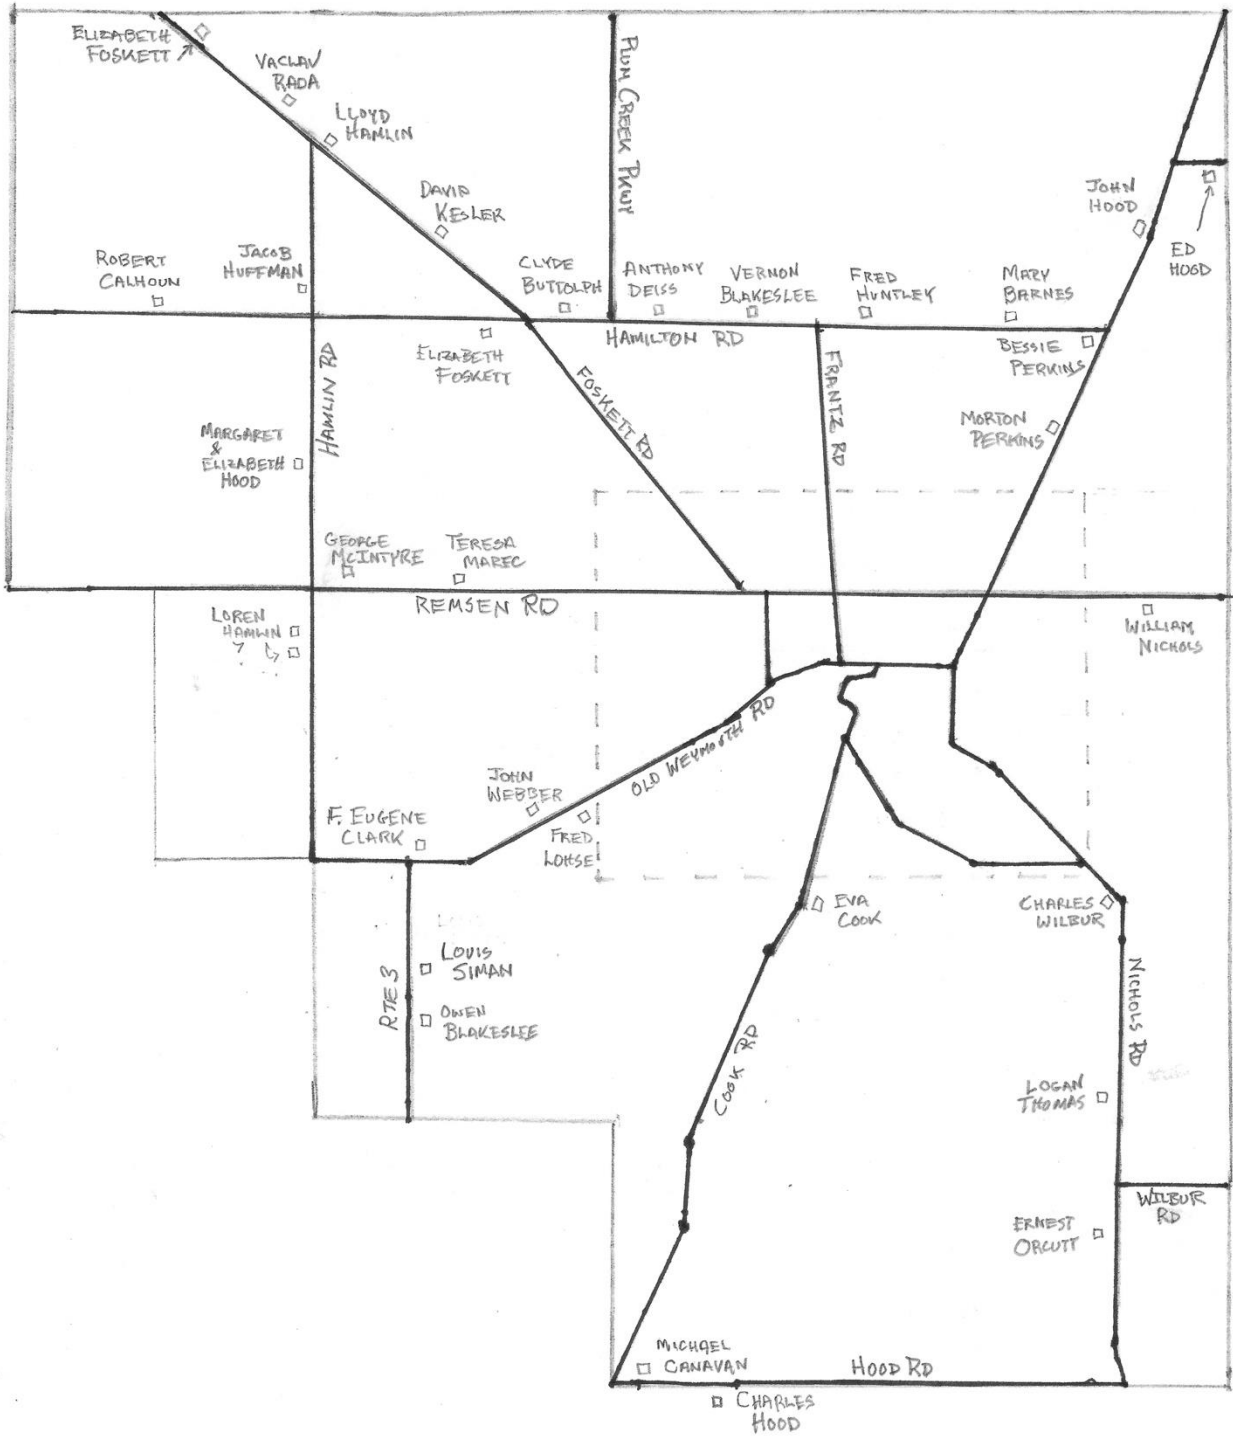 ELIZABETH
FOSKETT
VACLAV
RADA
LLOYD
HAMLIN
PLUM CREEK PKWY
DAVID
KESLER
JOHN
HOOD
ED
HOOD
ROBERT
CALHOUN
JACOB
HUFFMAN
CLYDE
BUTTOLPH
ANTHONY
DEISS
VERNON
BLAKESLEE
FRED
HUNTLEY
MARY
BARNES
HAMILTON RD
BESSIE
PERKINS
ELIZABETH
FOSKETT
HAMLIN RD
FOSKETT RD
FRANTZ RD
MORTON
PERKINS
MARGARET
&
ELIZABETH
HOOD
GEORGE
McINTYRE
TERESA
MAREC
REMSEN RD
LOREN
HAMLIN
WILLIAM
NICHOLS
OLD WEYMOUTH RD
JOHN
WEBBER
F. EUGENE
CLARK
FRED
LOHSE
EVA
COOK
CHARLES
WILBUR
LOUIS
SIMAN
RTE 3
OWEN
BLAKESLEE
NICHOLS RD
COOK RD
LOGAN
THOMAS
WILBUR
RD
ERNEST
ORCUTT
MICHAEL
CANAVAN
HOOD RD
CHARLES
HOOD